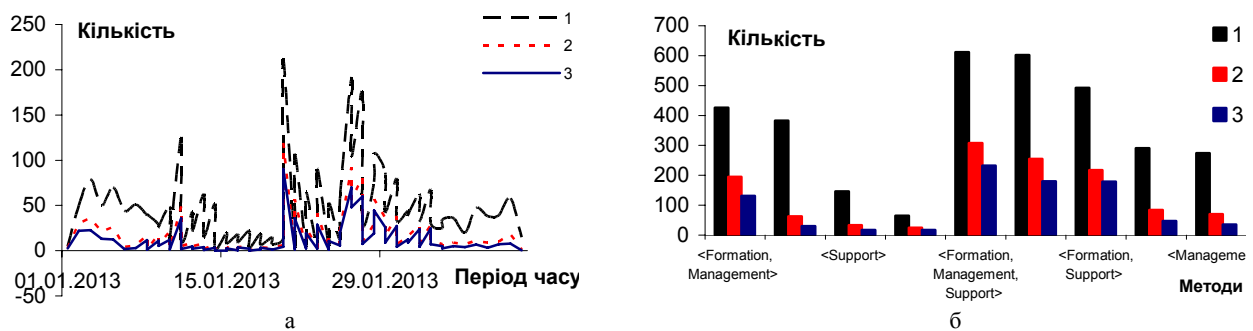 250
200
150
100
50
0
-50
Кількість
1
2
3
01.01.2013
15.01.2013
29.01.2013
Період часу
а
700
600
500
400
300
200
100
0
Кількість
1
2
3
<Formation,
Management>
<Support>
<Formation,
Management,
Support>
<Formation,
Support>
<Manageme
Методи
б